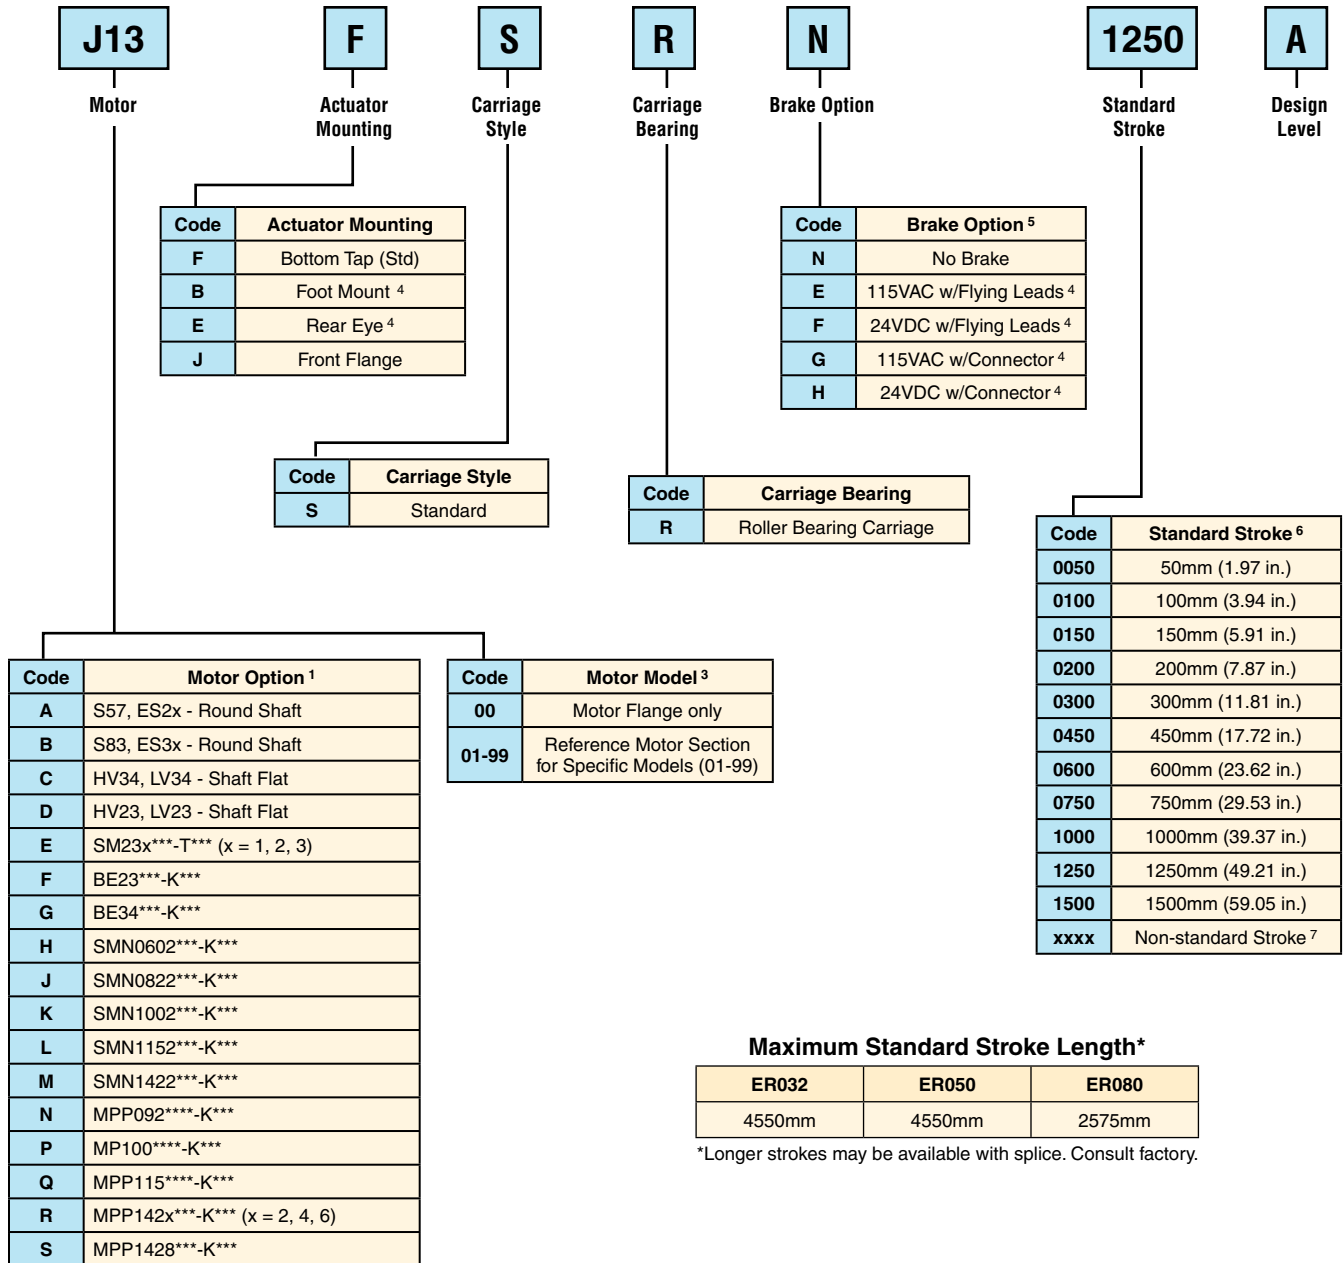 J13 F S R N 1250 A
Motor
Actuator
Mounting
Carriage
Style
Carriage
Bearing
Brake Option
Standard
Stroke
Design
Level
Code Actuator Mounting
F Bottom Tap (Std)
B Foot Mount 4
E Rear Eye 4
J Front Flange
Code Brake Option 5
N No Brake
E 115VAC w/Flying Leads 4
F 24VDC w/Flying Leads 4
G 115VAC w/Connector 4
H 24VDC w/Connector 4
Code Carriage Style
S Standard
Code Carriage Bearing
R Roller Bearing Carriage
Code Standard Stroke 6
0050 50mm (1.97 in.)
0100 100mm (3.94 in.)
0150 150mm (5.91 in.)
0200 200mm (7.87 in.)
0300 300mm (11.81 in.)
0450 450mm (17.72 in.)
0600 600mm (23.62 in.)
0750 750mm (29.53 in.)
1000 1000mm (39.37 in.)
1250 1250mm (49.21 in.)
1500 1500mm (59.05 in.)
xxxx Non-standard Stroke 7
Code Motor Option 1
A S57, ES2x - Round Shaft
B S83, ES3x - Round Shaft
C HV34, LV34 - Shaft Flat
D HV23, LV23 - Shaft Flat
E SM23x***-T*** (x = 1, 2, 3)
F BE23***-K***
G BE34***-K***
H SMN0602***-K***
J SMN0822***-K***
K SMN1002***-K***
L SMN1152***-K***
M SMN1422***-K***
N MPP092****-K***
P MP100****-K***
Q MPP115****-K***
R MPP142x***-K*** (x = 2, 4, 6)
S MPP1428***-K***
Code Motor Model 3
00 Motor Flange only
01-99 Reference Motor Section
for Specific Models (01-99)
Maximum Standard Stroke Length*
ER032 ER050 ER080
4550mm 4550mm 2575mm
*Longer strokes may be available with splice. Consult factory.